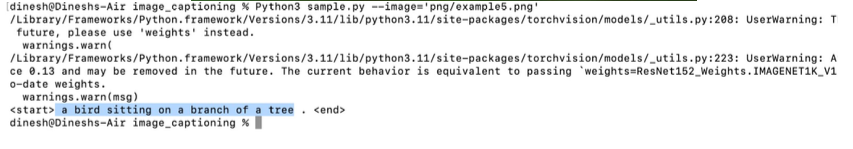 dinesh@Dineshs-Air image_captioning % Python3 sample.py --image='png/example5.png'
/Library/Frameworks/Python.framework/Versions/3.11/lib/python3.11/site-packages/torchvision/models/_utils.py:208: UserWarning: T
future, please use 'weights' instead.
warnings.warn(
/Library/Frameworks/Python.framework/Versions/3.11/lib/python3.11/site-packages/torchvision/models/_utils.py:223: UserWarning: A
ce 0.13 and may be removed in the future. The current behavior is equivalent to passing `weights=ResNet152_Weights.IMAGENET1K_V1
o-date weights.
warnings.warn(msg)
<start> a bird sitting on a branch of a tree . <end>
dinesh@Dineshs-Air image_captioning %